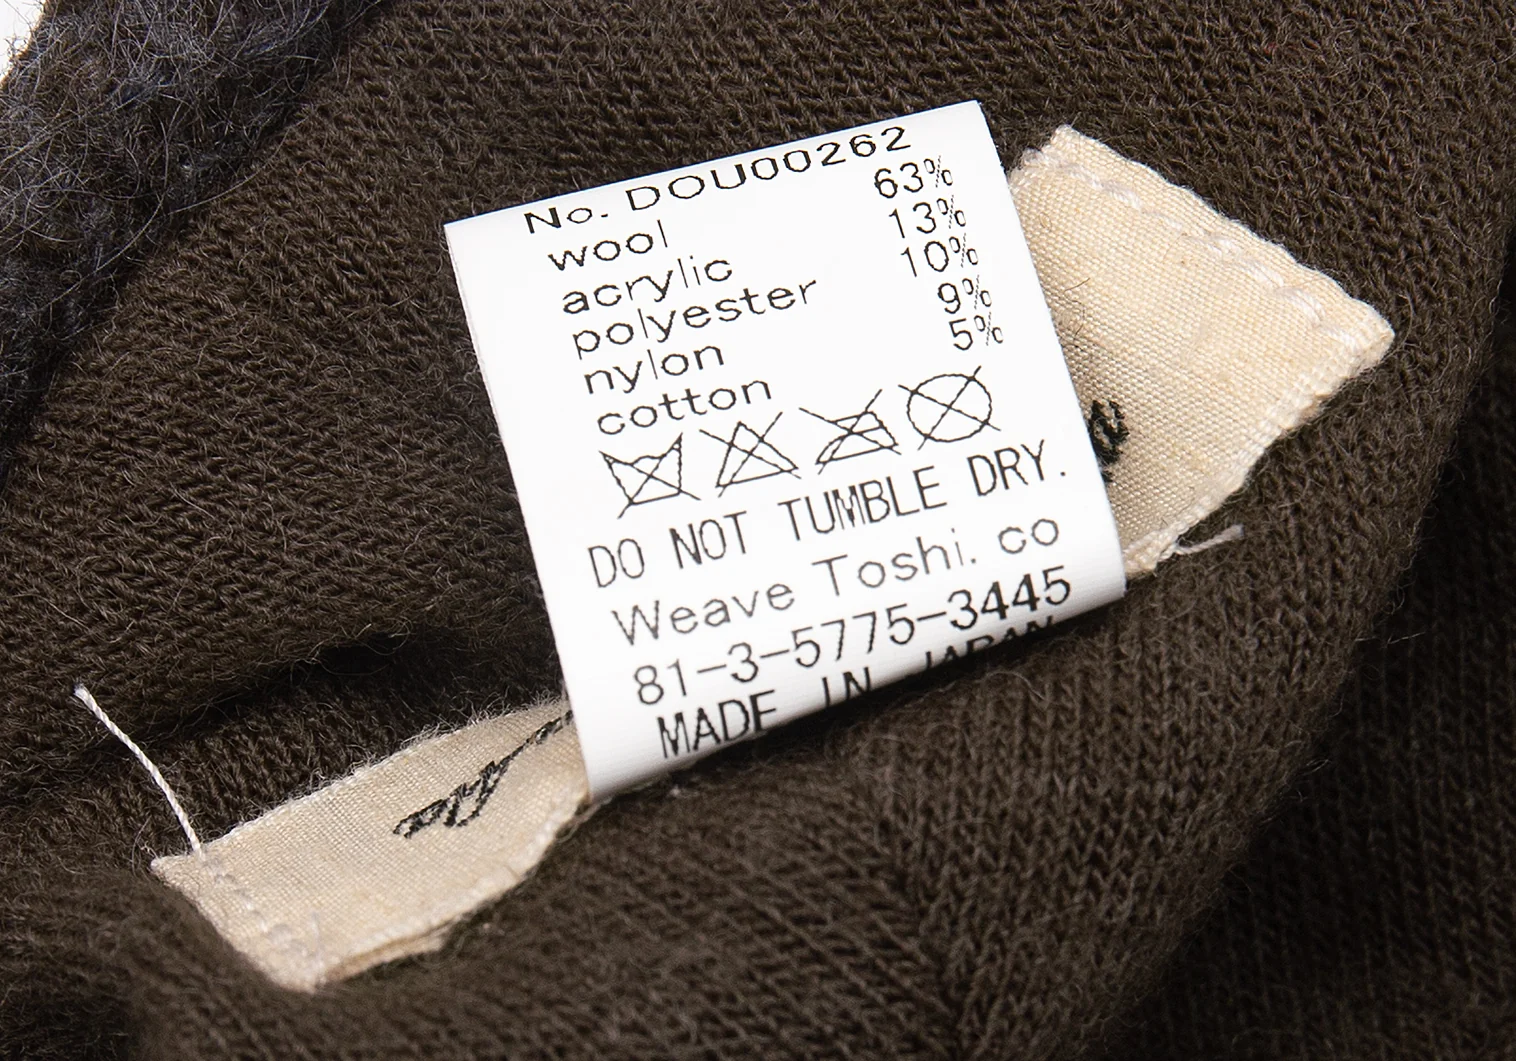 No. DOU00262
wool 63%
acrylic 13%
polyester 10%
nylon 9%
cotton 5%
DO NOT TUMBLE DRY.
Weave Toshi. co
81-3-5775-3445
MADE IN JAPAN